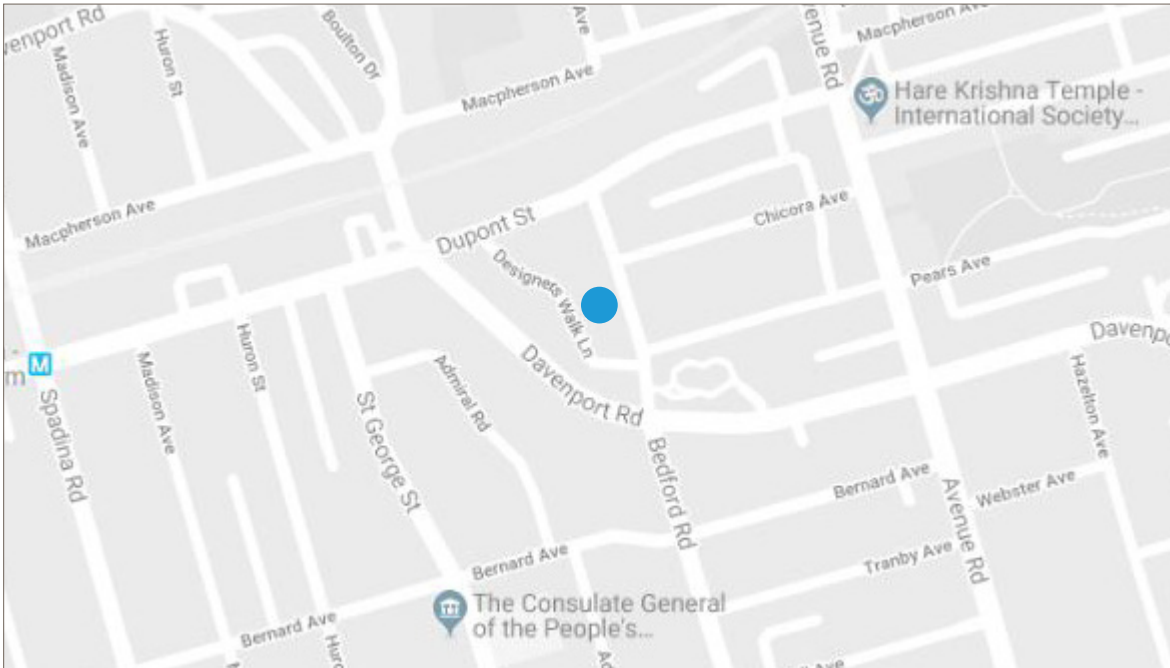 venport Rd
Madison Ave
Huron St
Boulton Dr
Ave
Macpherson Ave
venue Rd
Macpherson Ave
Hare Krishna Temple -
International Society...
Macpherson Ave
Dupont St
Chicora Ave
Designers Walk Ln
Pears Ave
M
m
Spadina Rd
Madison Ave
Huron St
St George St
Admiral Rd
Davenport Rd
Bedford Rd
Davenpo
Hazelton Ave
Bernard Ave
Webster Ave
Avenue Rd
Tranby Ave
Bernard Ave
The Consulate General
of the People's...
Bernard Ave
Huro
Ad